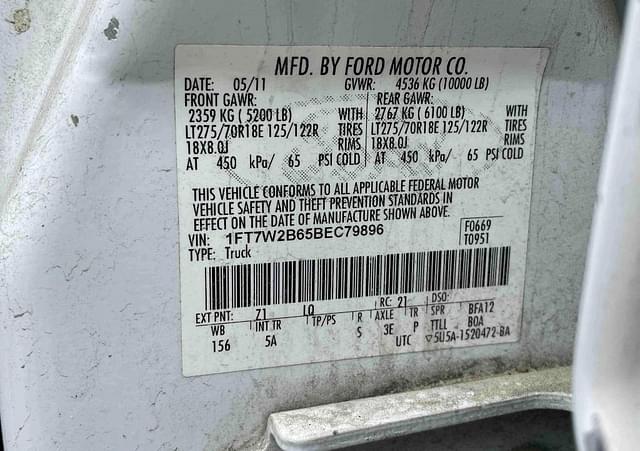 MFD. BY FORD MOTOR CO.
DATE: 05/11 GVWR: 4536 KG (10000 LB)
FRONT GAWR: REAR GAWR:
2359 KG ( 5200 LB) WITH 2767 KG ( 6100 LB) WITH
LT275/70R18E 125/122R TIRES LT275/70R18E 125/122R TIRES
18X8.0J RIMS 18X8.0J RIMS
AT 450 kPa/ 65 PSI COLD AT 450 kPa/ 65 PSI COLD
THIS VEHICLE CONFORMS TO ALL APPLICABLE FEDERAL MOTOR
VEHICLE SAFETY AND THEFT PREVENTION STANDARDS IN
EFFECT ON THE DATE OF MANUFACTURE SHOWN ABOVE.
VIN: 1FT7W2B65BEC79896 F0669
TYPE: Truck T0951
EXT PNT: Z1 LQ RC: 21 DSO:
WB INT TR TP/PS R AXLE TR SPR BFA12
156 5A S 3E P TTLL BOA
UTC ▽5U5A-1520472-BA